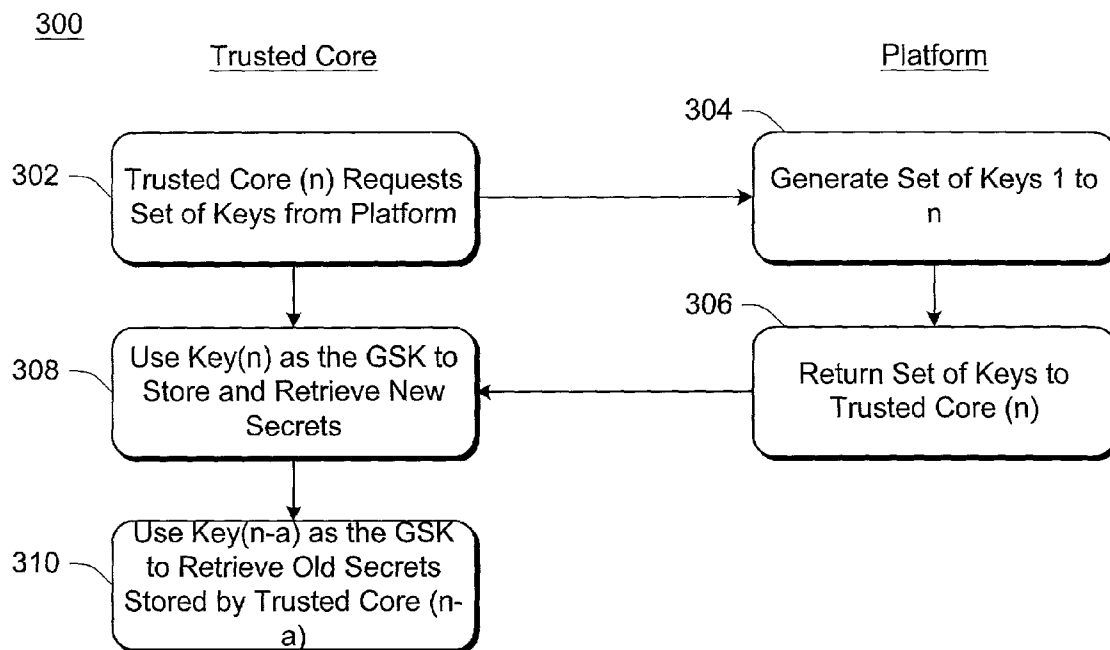 300
Trusted Core
Platform
304
302
Trusted Core (n) Requests
Set of Keys from Platform
Generate Set of Keys 1 to
n
306
308
Use Key(n) as the GSK to
Store and Retrieve New
Secrets
Return Set of Keys to
Trusted Core (n)
310
Use Key(n-a) as the GSK
to Retrieve Old Secrets
Stored by Trusted Core (n-
a)